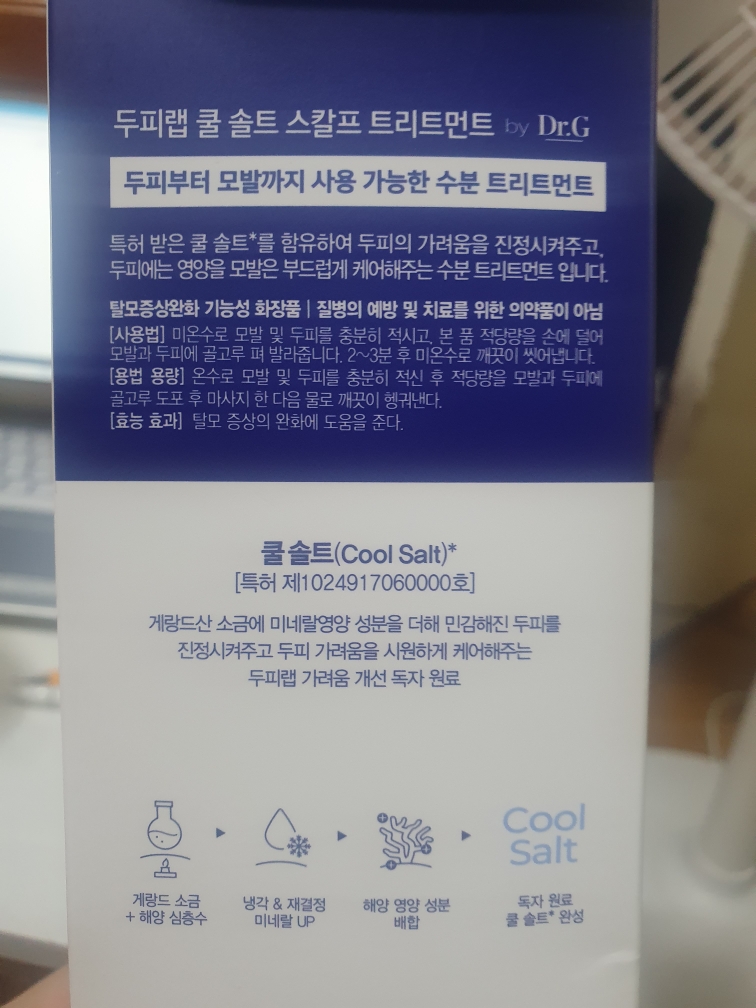 두피랩 쿨 솔트 스칼프 트리트먼트 by Dr.G
두피부터 모발까지 사용 가능한 수분 트리트먼트
특허 받은 쿨 솔트*를 함유하여 두피의 가려움을 진정시켜주고,
두피에는 영양을 모발은 부드럽게 케어해주는 수분 트리트먼트 입니다.
탈모증상완화 기능성 화장품 | 질병의 예방 및 치료를 위한 의약품이 아님
[사용법] 미온수로 모발 및 두피를 충분히 적시고, 본 품 적당량을 손에 덜어
모발과 두피에 골고루 펴 발라줍니다. 2~3분 후 미온수로 깨끗이 씻어냅니다.
[용법 용량] 온수로 모발 및 두피를 충분히 적신 후 적당량을 모발과 두피에
골고루 도포 후 마사지 한 다음 물로 깨끗이 헹궈낸다.
[효능 효과] 탈모 증상의 완화에 도움을 준다.
쿨 솔트(Cool Salt)*
[특허 제1024917060000호]
게랑드산 소금에 미네랄영양 성분을 더해 민감해진 두피를
진정시켜주고 두피 가려움을 시원하게 케어해주는
두피랩 가려움 개선 독자 원료
게랑드 소금
+ 해양 심층수
냉각 & 재결정
미네랄 UP
해양 영양 성분
배합
Cool
Salt
독자 원료
쿨 솔트* 완성